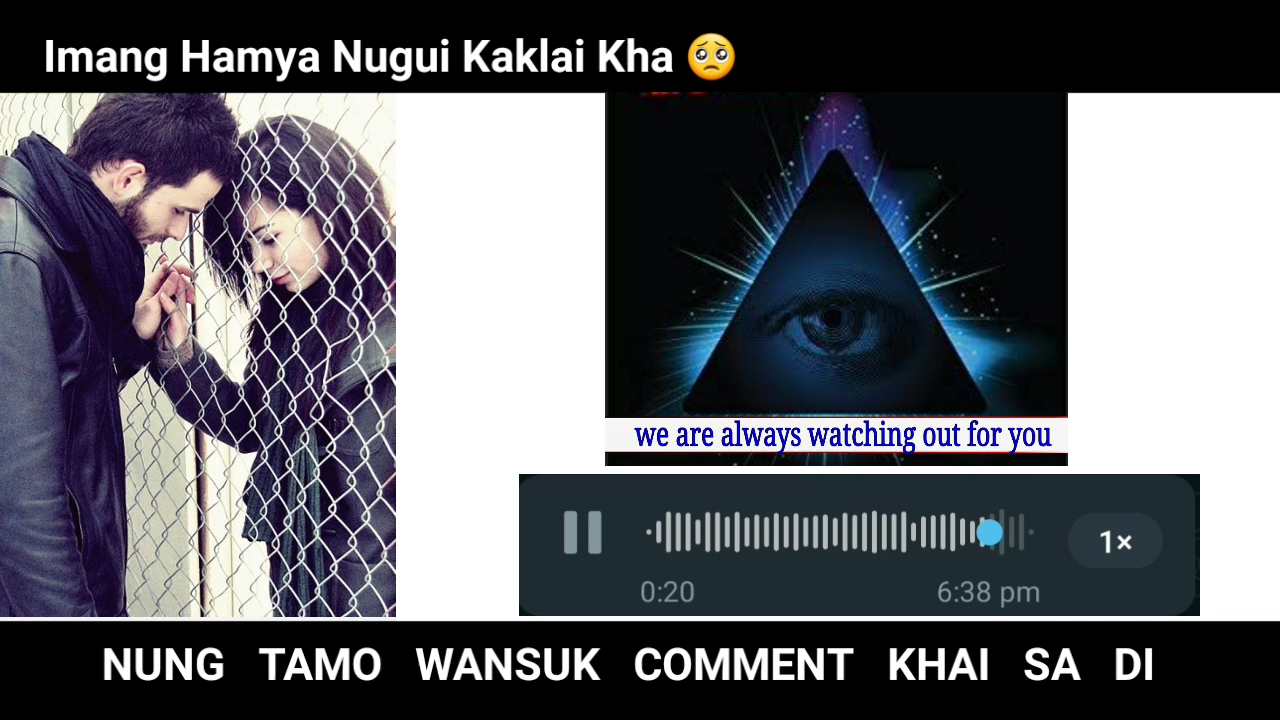 Imang Hamya Nugui Kaklai Kha 🥺
we are always watching out for you
1×
0:20
6:38 pm
NUNG TAMO WANSUK COMMENT KHAI SA DI